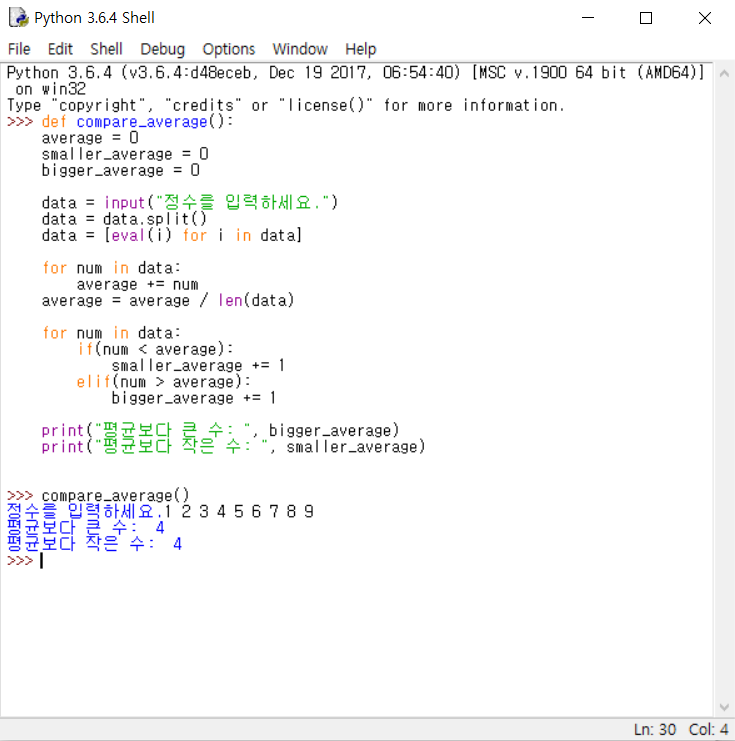 Python 3.6.4 Shell
File Edit Shell Debug Options Window Help
Python 3.6.4 (v3.6.4:d48eceb, Dec 19 2017, 06:54:40) [MSC v.1900 64 bit (AMD64)]
 on win32
Type "copyright", "credits" or "license()" for more information.
>>> def compare_average():
    average = 0
    smaller_average = 0
    bigger_average = 0
    data = input("정수를 입력하세요.")
    data = data.split()
    data = [eval(i) for i in data]
    for num in data:
        average += num
    average = average / len(data)
    for num in data:
        if(num < average):
            smaller_average += 1
        elif(num > average):
            bigger_average += 1
    print("평균보다 큰 수: ", bigger_average)
    print("평균보다 작은 수: ", smaller_average)
>>> compare_average()
정수를 입력하세요.1 2 3 4 5 6 7 8 9
평균보다 큰 수:  4
평균보다 작은 수:  4
>>>
Ln: 30 Col: 4